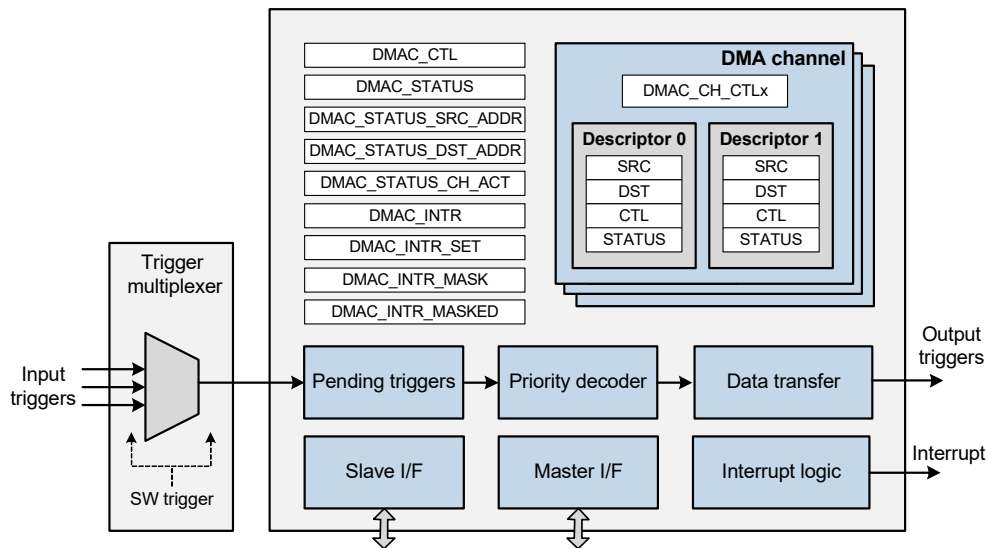 DMAC_CTL
DMAC_STATUS
DMAC_STATUS_SRC_ADDR
DMAC_STATUS_DST_ADDR
DMAC_STATUS_CH_ACT
DMAC_INTR
DMAC_INTR_SET
DMAC_INTR_MASK
DMAC_INTR_MASKED
DMA channel
DMAC_CH_CTLx
Descriptor 0
SRC
DST
CTL
STATUS
Descriptor 1
SRC
DST
CTL
STATUS
Trigger
multiplexer
Input
triggers
SW trigger
Pending triggers
Priority decoder
Data transfer
Output
triggers
Slave I/F
Master I/F
Interrupt logic
Interrupt